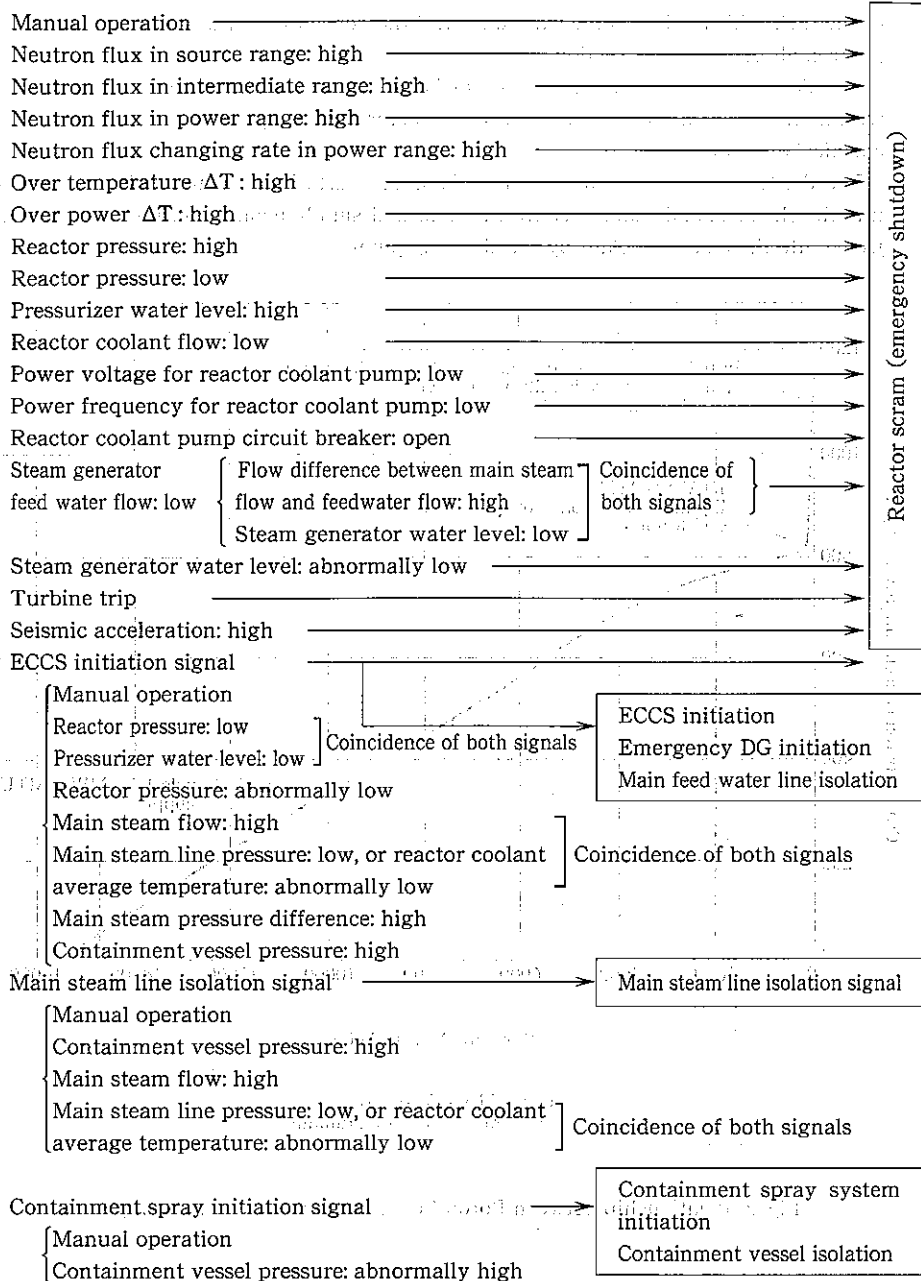 Manual operation
Neutron flux in source range: high
Neutron flux in intermediate range: high
Neutron flux in power range: high
Neutron flux changing rate in power range: high
Over temperature ΔT: high
Over power ΔT: high
Reactor pressure: high
Reactor pressure: low
Pressurizer water level: high
Reactor coolant flow: low
Power voltage for reactor coolant pump: low
Power frequency for reactor coolant pump: low
Reactor coolant pump circuit breaker: open
Steam generator
feed water flow: low
Flow difference between main steam
flow and feedwater flow: high
Steam generator water level: low
Coincidence of
both signals
Steam generator water level: abnormally low
Turbine trip
Seismic acceleration: high
Reactor scram (emergency shutdown)
ECCS initiation signal
Manual operation
Reactor pressure: low
Pressurizer water level: low
Coincidence of both signals
Reactor pressure: abnormally low
Main steam flow: high
Main steam line pressure: low, or reactor coolant
average temperature: abnormally low
Coincidence of both signals
Main steam pressure difference: high
Containment vessel pressure: high
ECCS initiation
Emergency DG initiation
Main feed water line isolation
Main steam line isolation signal
Main steam line isolation signal
Manual operation
Containment vessel pressure: high
Main steam flow: high
Main steam line pressure: low, or reactor coolant
average temperature: abnormally low
Coincidence of both signals
Containment spray initiation signal
Manual operation
Containment vessel pressure: abnormally high
Containment spray system
initiation
Containment vessel isolation